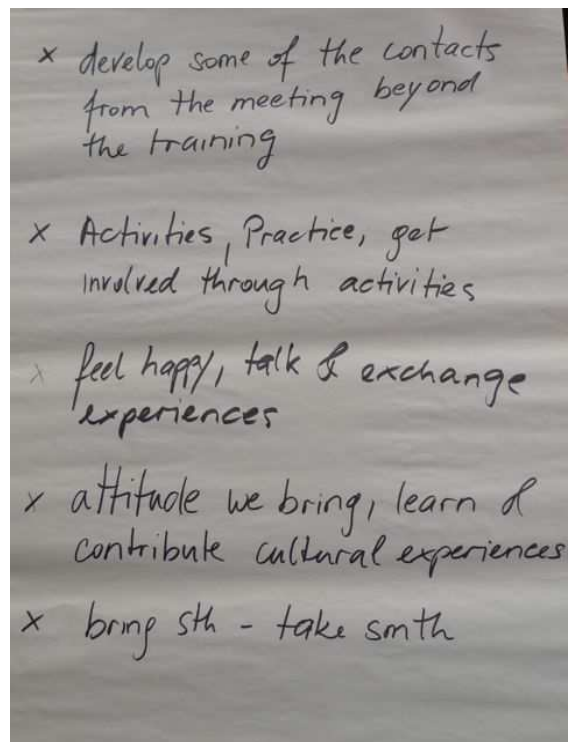 x develop some of the contacts
from the meeting beyond
the training
x Activities, Practice, get
involved through activities
x feel happy, talk & exchange
experiences
x attitude we bring, learn &
contribute cultural experiences
x bring sth - take smth